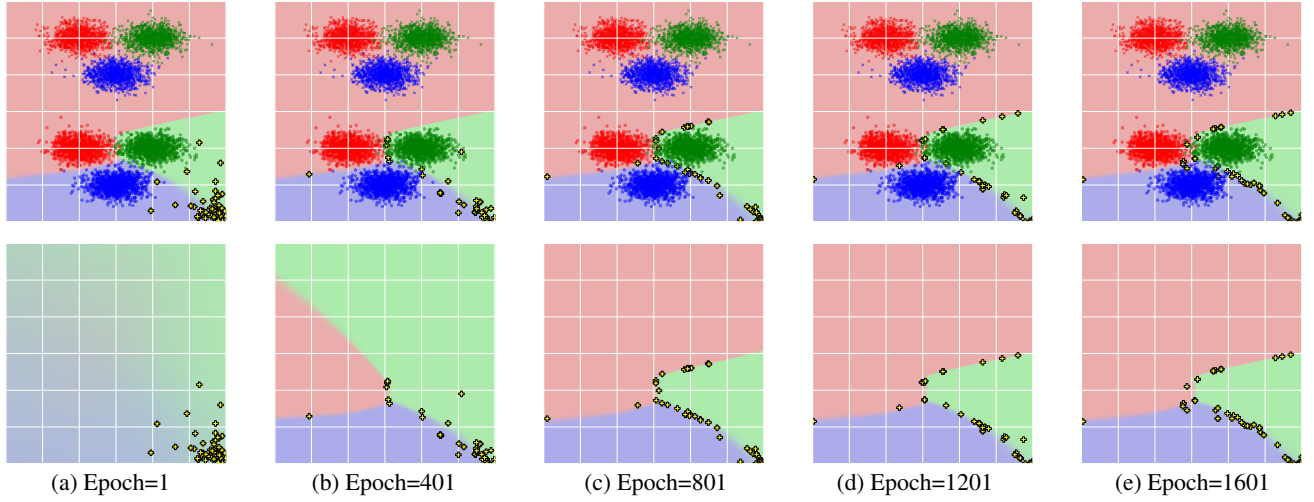 (a) Epoch=1
(b) Epoch=401
(c) Epoch=801
(d) Epoch=1201
(e) Epoch=1601